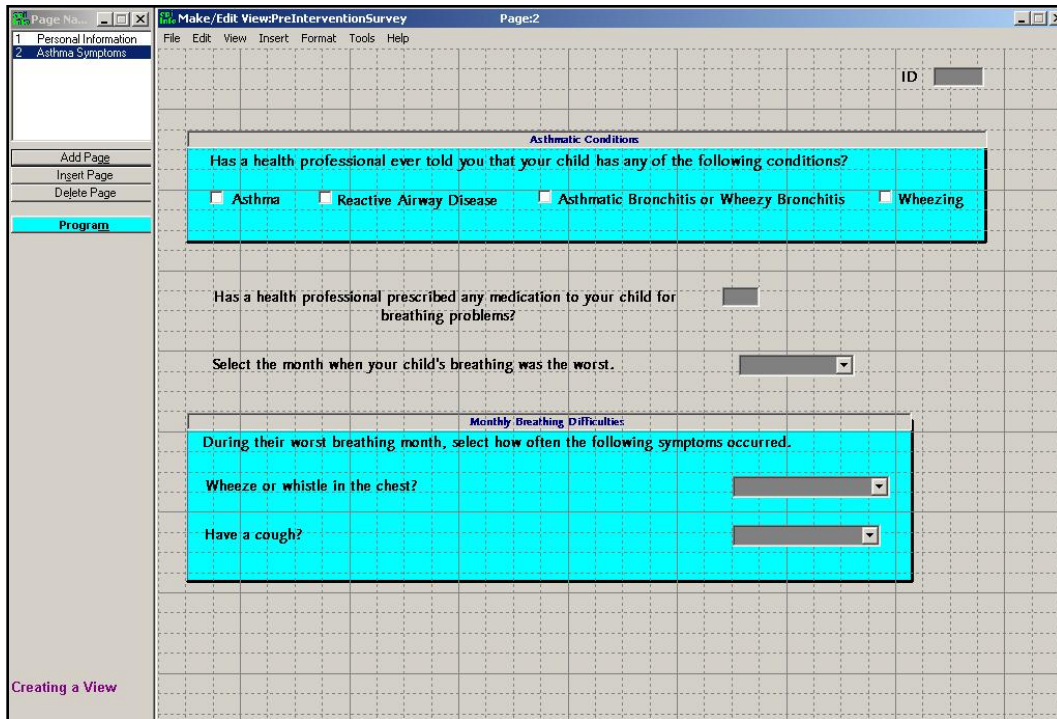 Page Na...
1 Personal Information
2 Asthma Symptoms
Add Page
Insert Page
Delete Page
Program
Creating a View
Make/Edit View:PreInterventionSurvey Page:2
File Edit View Insert Format Tools Help
ID
Asthmatic Conditions
Has a health professional ever told you that your child has any of the following conditions?
Asthma Reactive Airway Disease Asthmatic Bronchitis or Wheezy Bronchitis Wheezing
Has a health professional prescribed any medication to your child for
breathing problems?
Select the month when your child's breathing was the worst.
Monthly Breathing Difficulties
During their worst breathing month, select how often the following symptoms occurred.
Wheeze or whistle in the chest?
Have a cough?